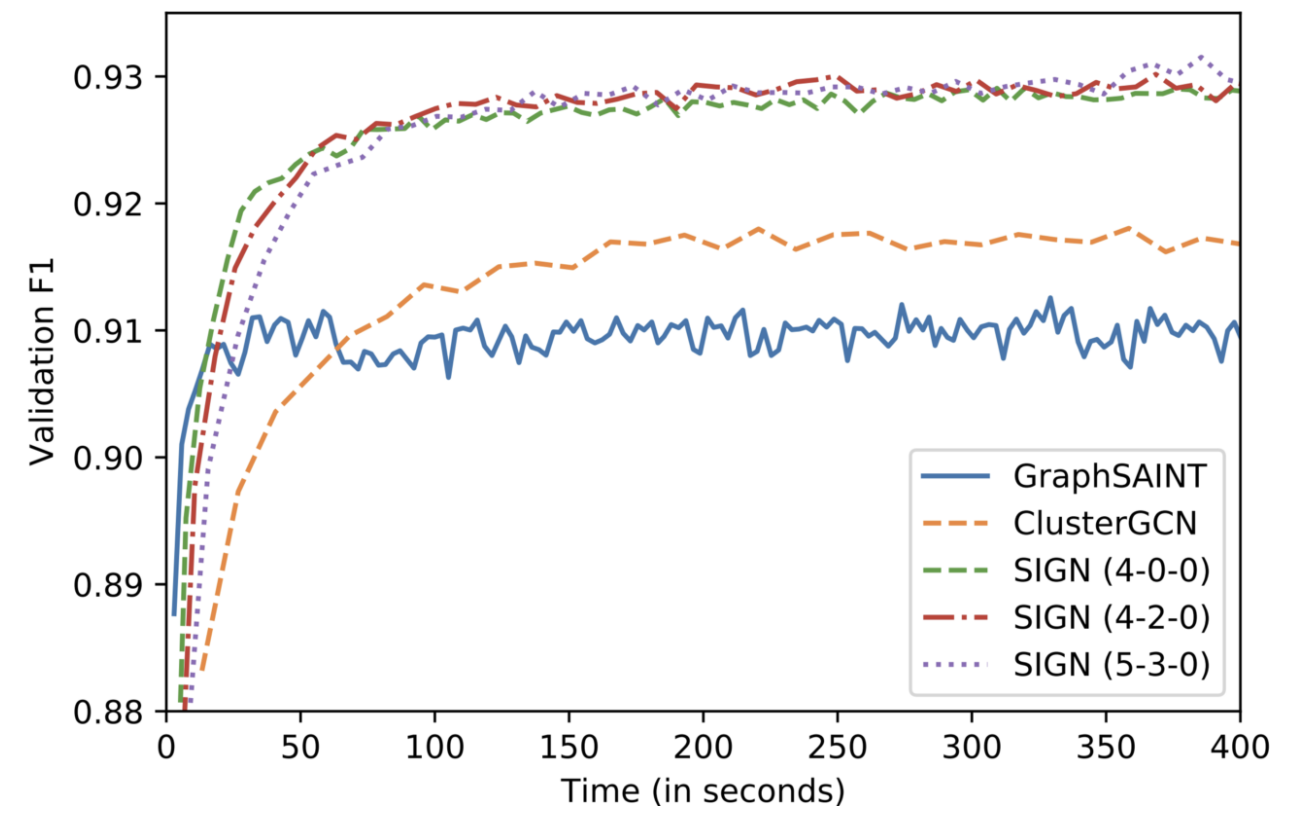 Validation F1
0.93
0.92
0.91
0.90
0.89
0.88
GraphSAINT
ClusterGCN
SIGN (4-0-0)
SIGN (4-2-0)
SIGN (5-3-0)
0 50 100 150 200 250 300 350 400
Time (in seconds)